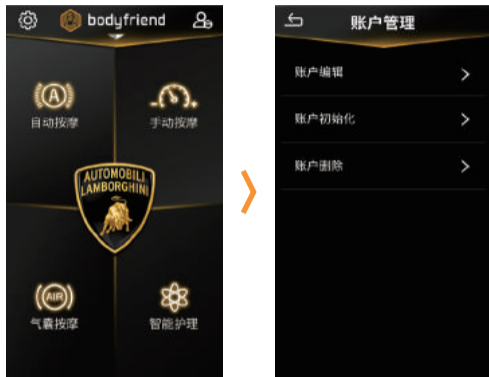 bodyfriend
A
自动按摩
手动按摩
AUTOMOBILI
LAMBORGHINI
AIR
气囊按摩
智能护理
账户管理
账户编辑
账户初始化
账户删除